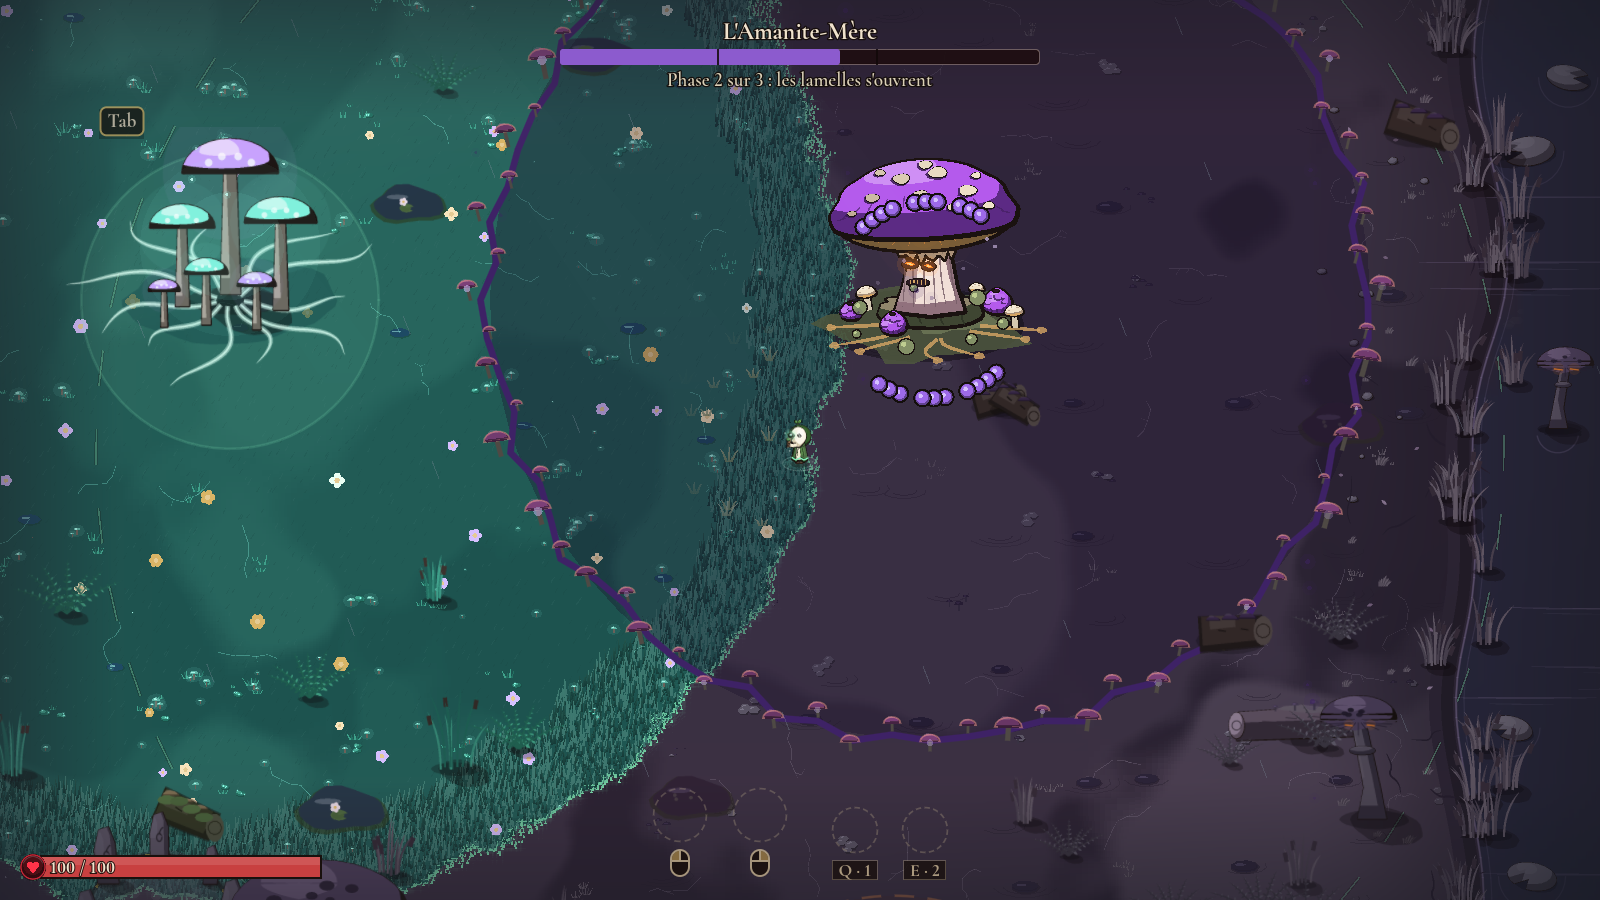 L'Amanite-Mère
Phase 2 sur 3 : les lamelles s'ouvrent
Tab
100 / 100
Q · 1
E · 2